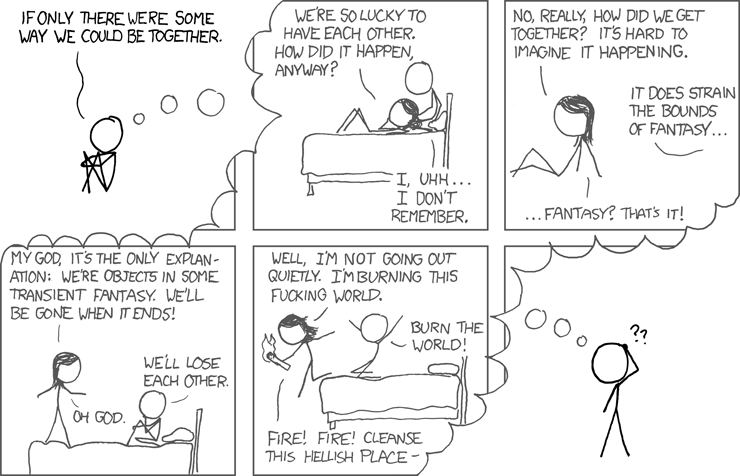 IF ONLY THERE WERE SOME
WAY WE COULD BE TOGETHER.
WE'RE SO LUCKY TO
HAVE EACH OTHER.
HOW DID IT HAPPEN,
ANYWAY?
I, UHH...
I DON'T
REMEMBER.
NO, REALLY, HOW DID WE GET
TOGETHER? IT'S HARD TO
IMAGINE IT HAPPENING.
IT DOES STRAIN
THE BOUNDS
OF FANTASY...
...FANTASY? THAT'S IT!
MY GOD, IT'S THE ONLY EXPLAN-
ATION: WE'RE OBJECTS IN SOME
TRANSIENT FANTASY. WE'LL
BE GONE WHEN IT ENDS!
OH GOD.
WE'LL LOSE
EACH OTHER.
WELL, I'M NOT GOING OUT
QUIETLY. I'M BURNING THIS
FUCKING WORLD.
BURN THE
WORLD!
FIRE! FIRE! CLEANSE
THIS HELLISH PLACE-
??